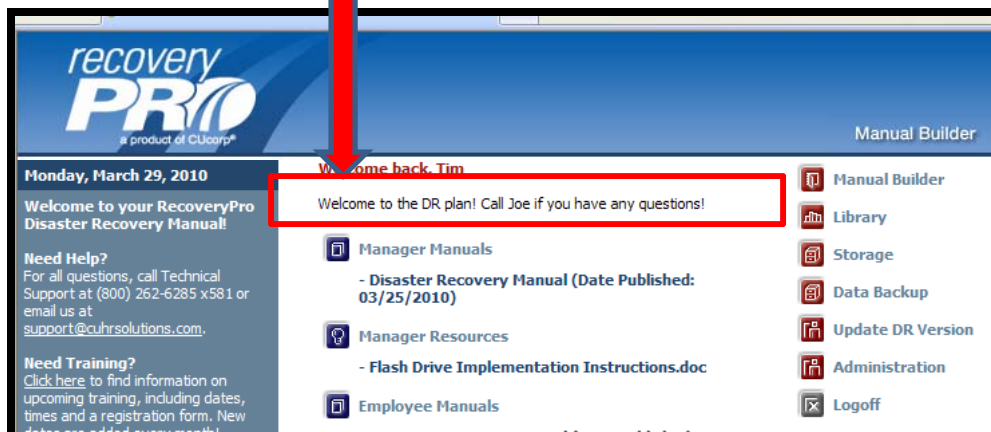 recovery
PRO
a product of CUcorp®
Manual Builder
Monday, March 29, 2010
Welcome to your RecoveryPro
Disaster Recovery Manual!
Need Help?
For all questions, call Technical
Support at (800) 262-6285 x581 or
email us at
support@cuhrsolutions.com.
Need Training?
Click here to find information on
upcoming training, including dates,
times and a registration form. New
dates are added every month!
Welcome back, Tim
Welcome to the DR plan! Call Joe if you have any questions!
Manager Manuals
- Disaster Recovery Manual (Date Published:
03/25/2010)
Manager Resources
- Flash Drive Implementation Instructions.doc
Employee Manuals
Manual Builder
Library
Storage
Data Backup
Update DR Version
Administration
Logoff